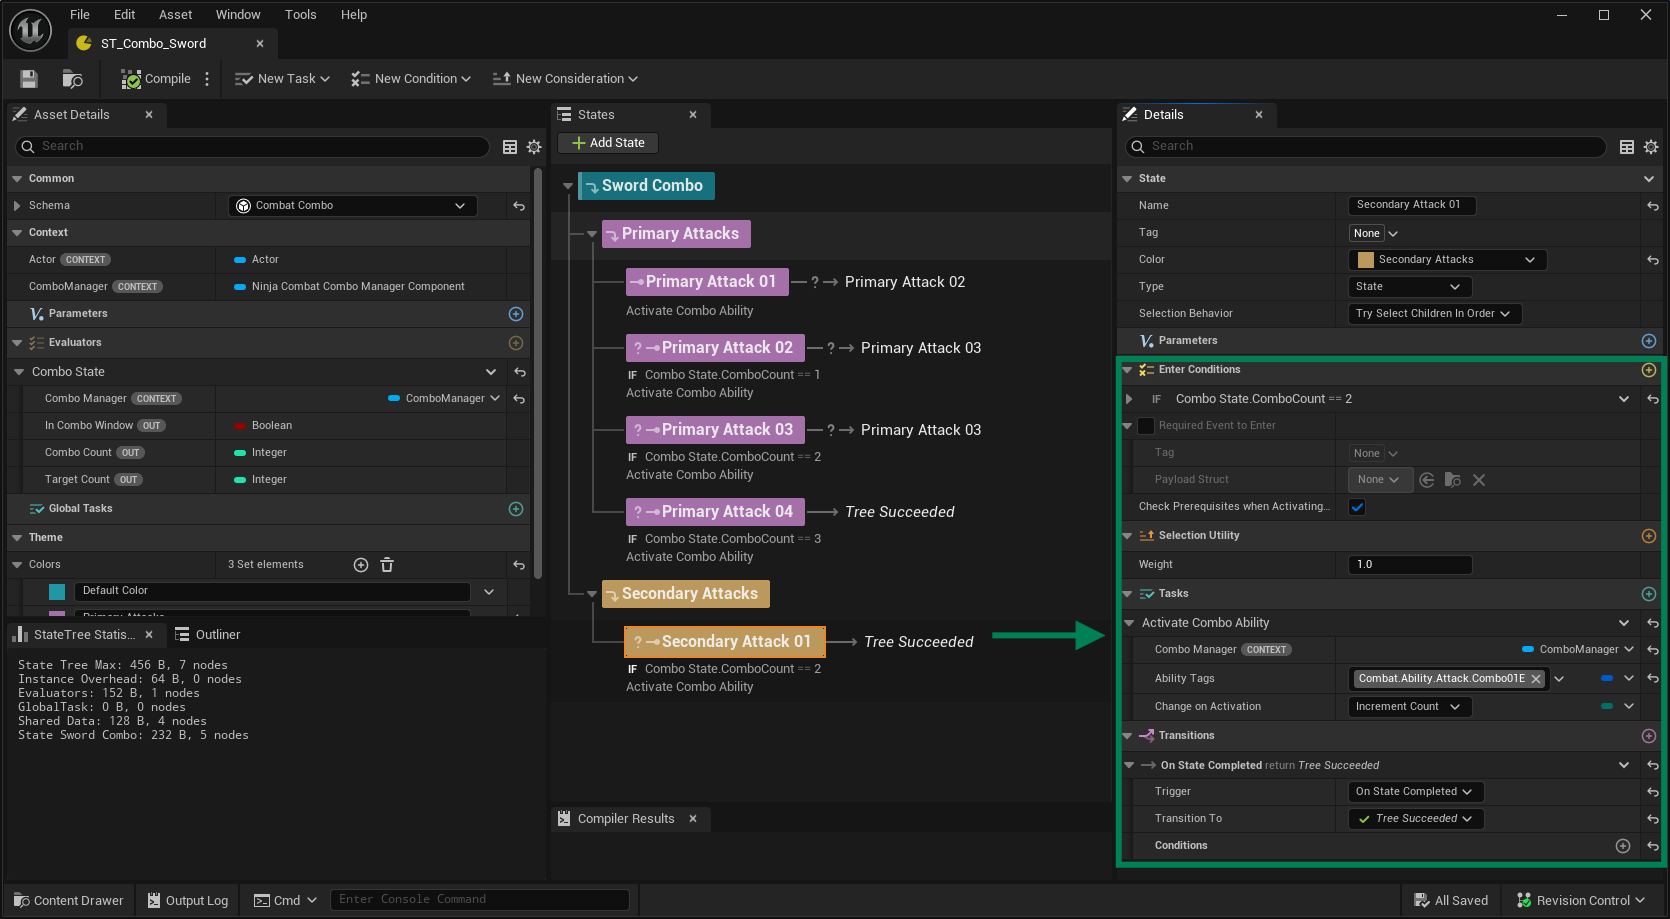 File Edit Asset Window Tools Help
ST_Combo_Sword
Compile New Task New Condition New Consideration
Asset Details
Search
Common
Schema Combat Combo
Context
Actor CONTEXT Actor
ComboManager CONTEXT Ninja Combat Combo Manager Component
Parameters
Evaluators
Combo State
Combo Manager CONTEXT ComboManager
In Combo Window OUT Boolean
Combo Count OUT Integer
Target Count OUT Integer
Global Tasks
Theme
Colors 3 Set elements
Default Color
Primary Attacks
StateTree Statis... Outliner
State Tree Max: 456 B, 7 nodes
Instance Overhead: 64 B, 0 nodes
Evaluators: 152 B, 1 nodes
GlobalTask: 0 B, 0 nodes
Shared Data: 128 B, 4 nodes
State Sword Combo: 232 B, 5 nodes
States
Add State
Sword Combo
Primary Attacks
Primary Attack 01 ? Primary Attack 02
Activate Combo Ability
? Primary Attack 02 ? Primary Attack 03
IF Combo State.ComboCount == 1
Activate Combo Ability
? Primary Attack 03 ? Primary Attack 03
IF Combo State.ComboCount == 2
Activate Combo Ability
? Primary Attack 04 Tree Succeeded
IF Combo State.ComboCount == 3
Activate Combo Ability
Secondary Attacks
? Secondary Attack 01 Tree Succeeded
IF Combo State.ComboCount == 2
Activate Combo Ability
Compiler Results
Details
Search
State
Name Secondary Attack 01
Tag None
Color Secondary Attacks
Type State
Selection Behavior Try Select Children In Order
Parameters
Enter Conditions
IF Combo State.ComboCount == 2
Required Event to Enter
Tag None
Payload Struct None
Check Prerequisites when Activating...
Selection Utility
Weight 1.0
Tasks
Activate Combo Ability
Combo Manager CONTEXT ComboManager
Ability Tags Combat.Ability.Attack.Combo01E
Change on Activation Increment Count
Transitions
On State Completed return Tree Succeeded
Trigger On State Completed
Transition To Tree Succeeded
Conditions
Content Drawer Output Log Cmd Enter Console Command All Saved Revision Control